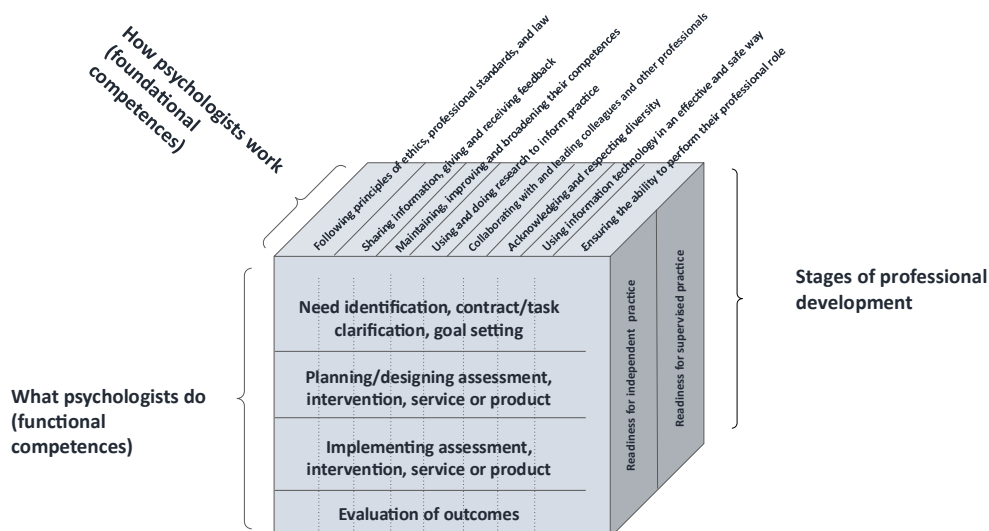 How psychologists work
(foundational
competences)
Following principles of ethics, professional standards, and law
Sharing information, giving and receiving feedback
Maintaining, improving and broadening their competences
Using and doing research to inform practice
Collaborating with and leading colleagues and other professionals
Acknowledging and respecting diversity
Using information technology in an effective and safe way
Ensuring the ability to perform their professional role
What psychologists do
(functional
competences)
Need identification, contract/task
clarification, goal setting
Planning/designing assessment,
intervention, service or product
Implementing assessment,
intervention, service or product
Evaluation of outcomes
Readiness for independent practice
Readiness for supervised practice
Stages of professional
development